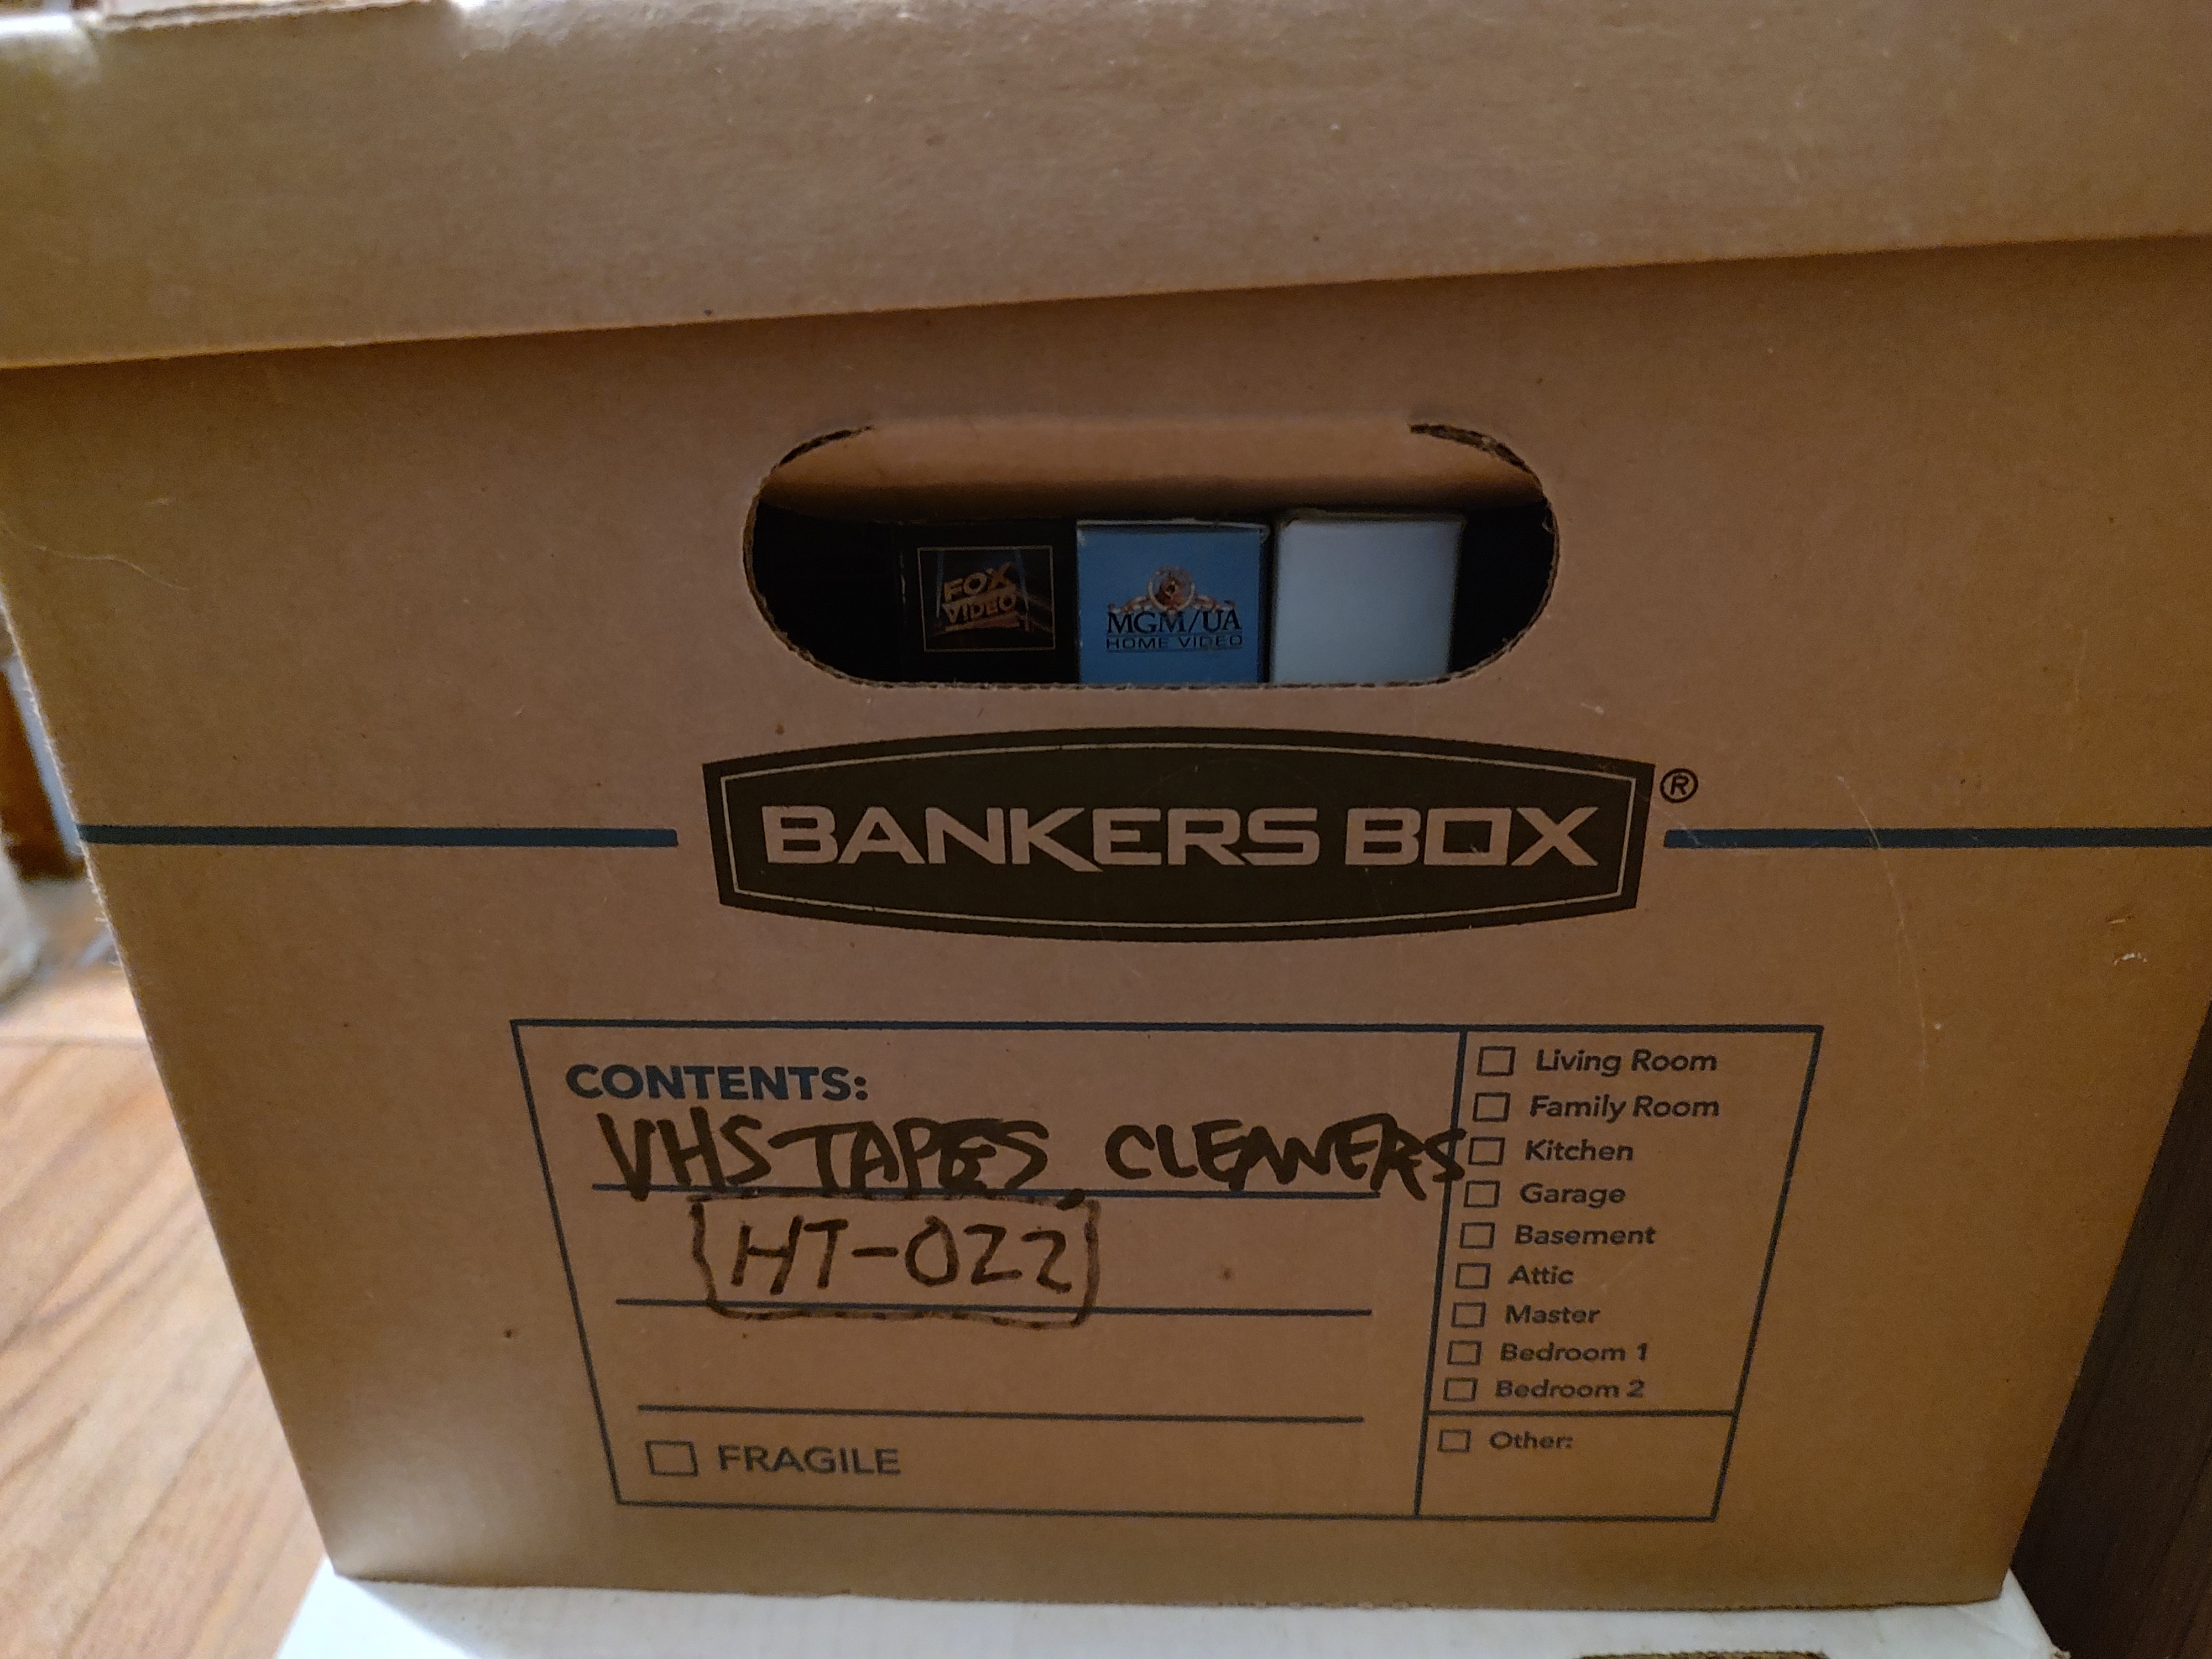 FOX
VIDEO
MGM/UA
HOME VIDEO
BANKERS BOX®
CONTENTS:
VHS TAPES, CLEANERS
HT-022
FRAGILE
Living Room
Family Room
Kitchen
Garage
Basement
Attic
Master
Bedroom 1
Bedroom 2
Other: